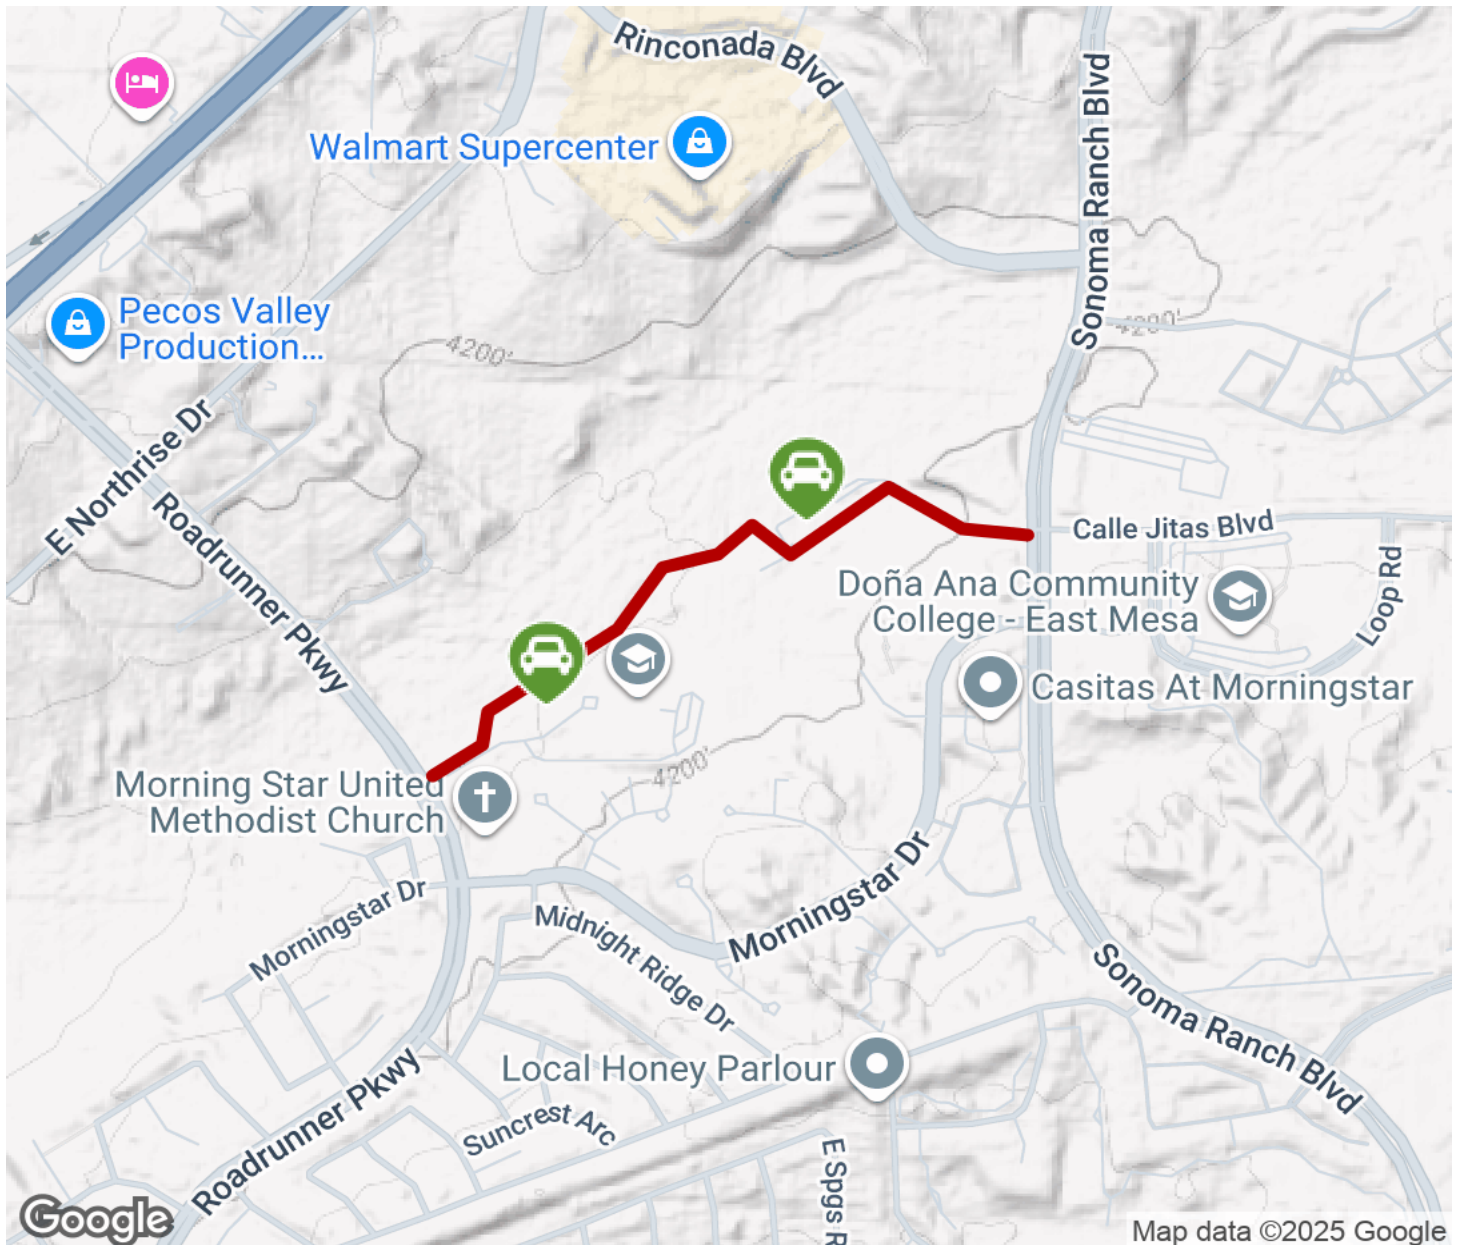 Rinconada Blvd
Sonoma Ranch Blvd
Walmart Supercenter
Pecos Valley
Production...
4200'
4200'
E Northrise Dr
Roadrunner Pkwy
Calle Jitas Blvd
Doña Ana Community
College - East Mesa
Loop Rd
Casitas At Morningstar
4200'
Morning Star United
Methodist Church
Morningstar Dr
Morningstar Dr
Midnight Ridge Dr
Sonoma Ranch Blvd
Local Honey Parlour
Roadrunner Pkwy
Suncrest Arc
E Spgs R
Google
Map data ©2025 Google